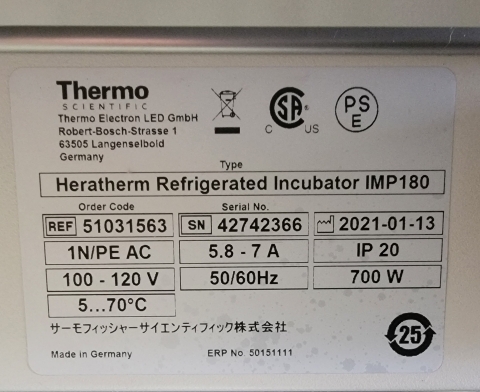 Thermo
SCIENTIFIC
Thermo Electron LED GmbH
Robert-Bosch-Strasse 1
63505 Langenselbold
Germany
CSA
C US
PS
E
Type
Heratherm Refrigerated Incubator IMP180
Order Code Serial No.
REF 51031563 SN 42742366 2021-01-13
1N/PE AC 5.8 - 7 A IP 20
100 - 120 V 50/60Hz 700 W
5...70°C
サーモフィッシャーサイエンティフィック株式会社
25
Made in Germany ERP No. 50151111